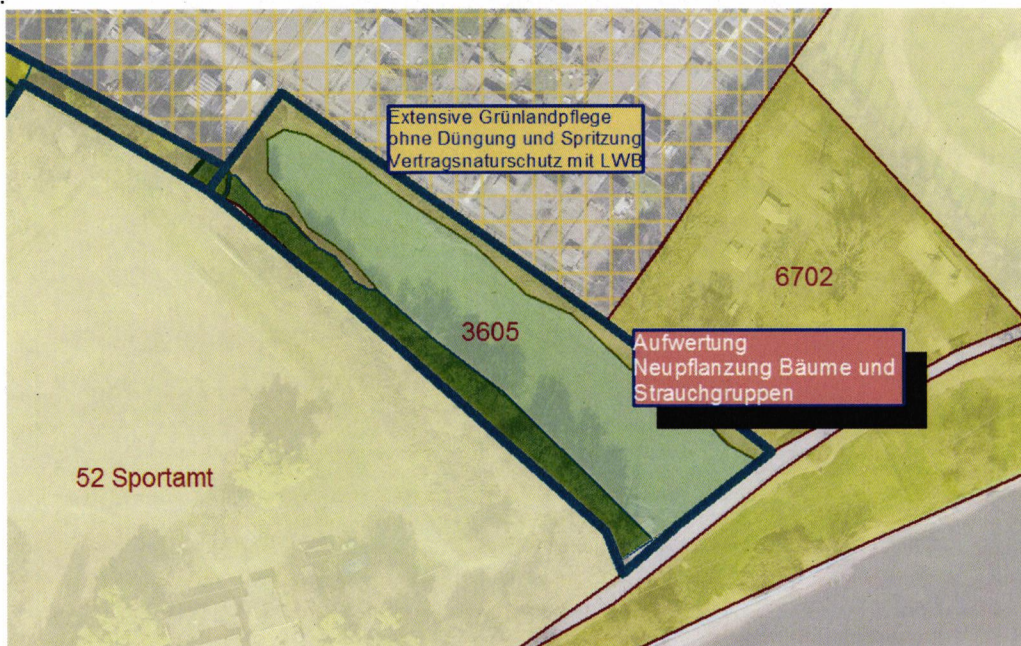 Extensive Grünlandpflege
ohne Düngung und Spritzung
Vertragsnaturschutz mit LWB
6702
3605
Aufwertung
Neupflanzung Bäume und
Strauchgruppen
52 Sportamt